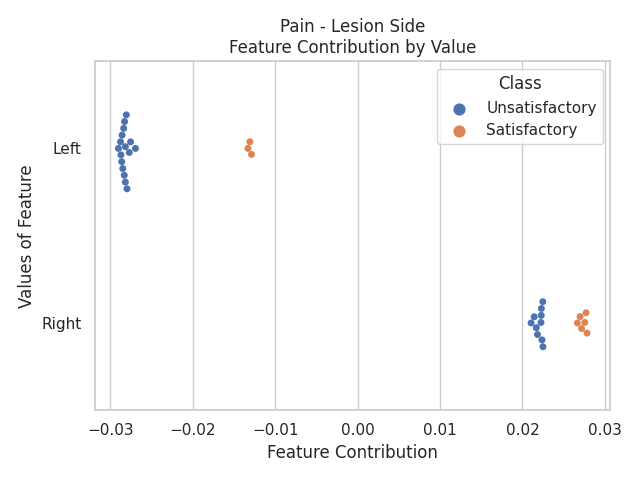 Pain - Lesion Side
Feature Contribution by Value
Class
Unsatisfactory
Satisfactory
Values of Feature
Left
Right
−0.03 −0.02 −0.01 0.00 0.01 0.02 0.03
Feature Contribution